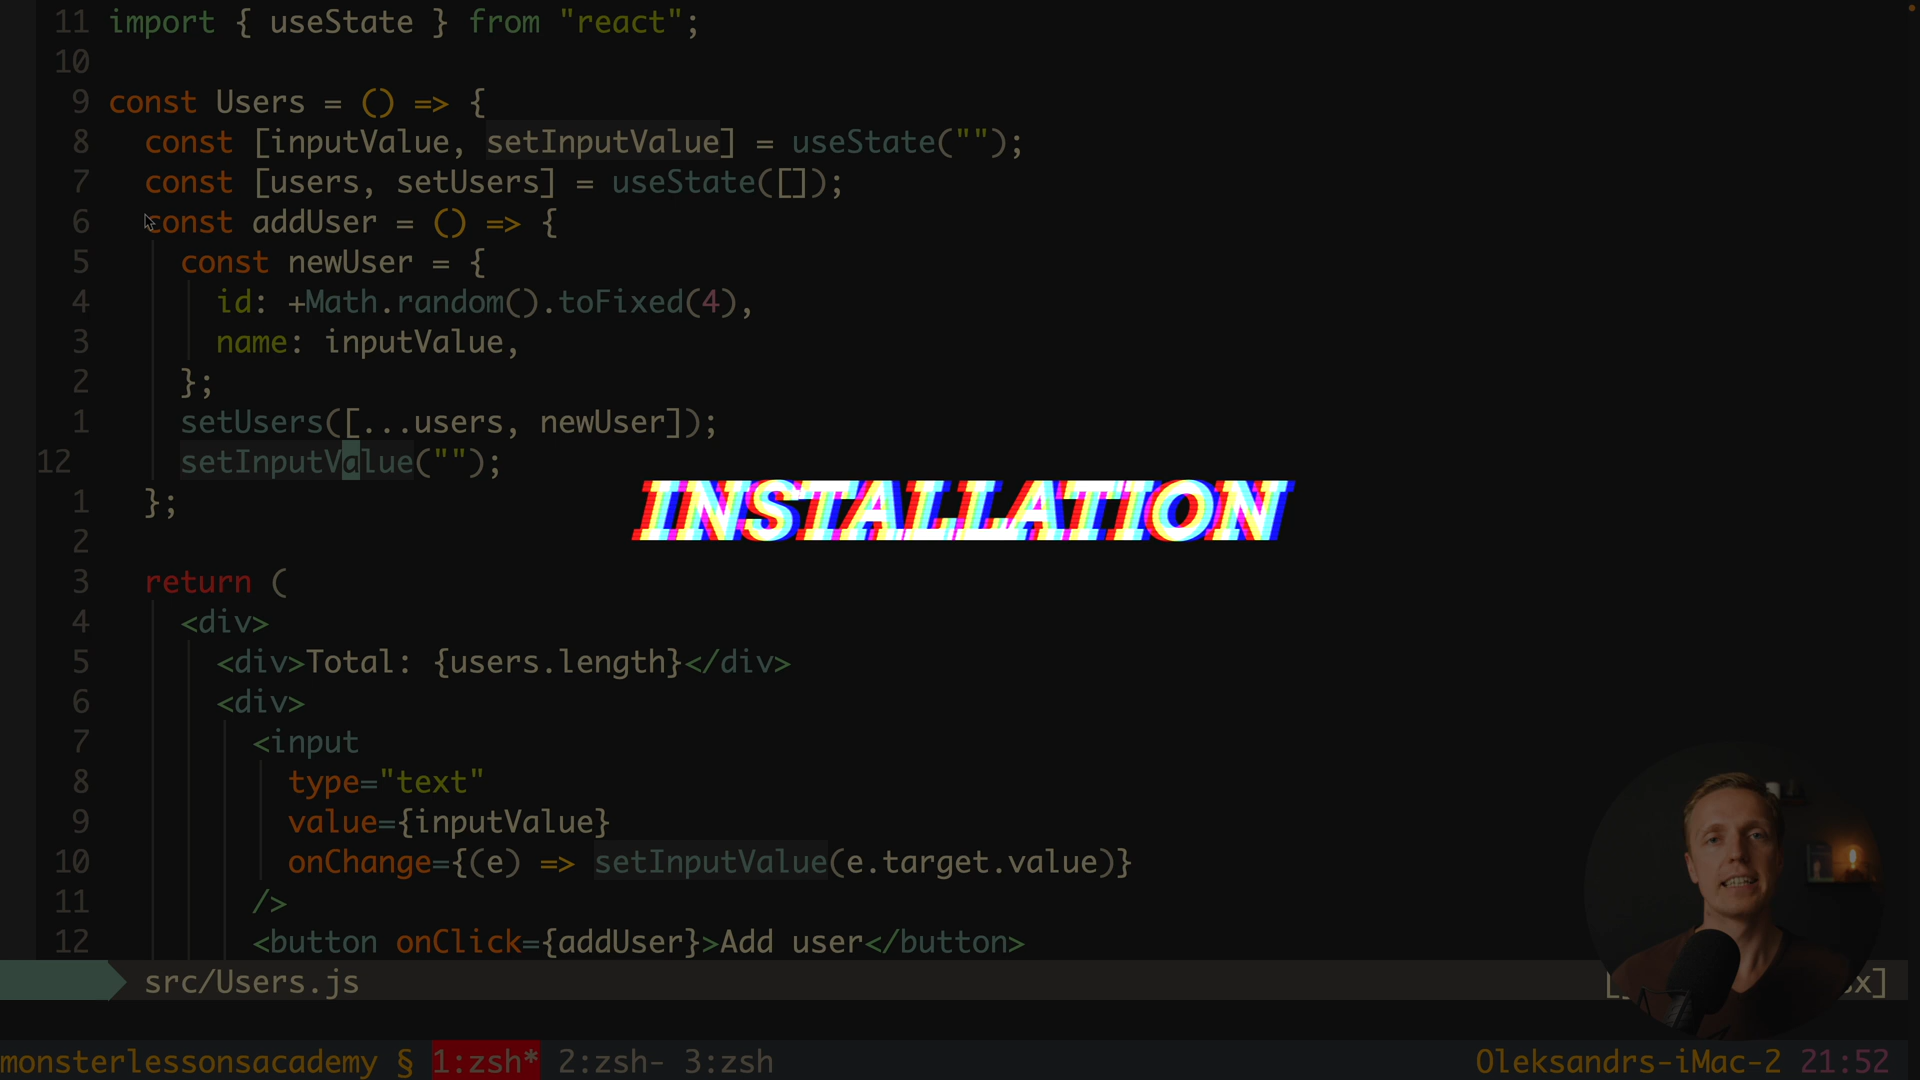 11 import { useState } from "react";
10
9 const Users = () => {
8 const [inputValue, setInputValue] = useState("");
7 const [users, setUsers] = useState([]);
6 const addUser = () => {
5 const newUser = {
4 id: +Math.random().toFixed(4),
3 name: inputValue,
2 };
1 setUsers([...users, newUser]);
12 setInputValue("");
1 };
2
3 return (
4 <div>
5 <div>Total: {users.length}</div>
6 <div>
7 <input
8 type="text"
9 value={inputValue}
10 onChange={(e) => setInputValue(e.target.value)}
11 />
12 <button onClick={addUser}>Add user</button>
INSTALLATION
src/Users.js
monsterlessonsacademy § 1:zsh* 2:zsh- 3:zsh Oleksandrs-iMac-2 21:52